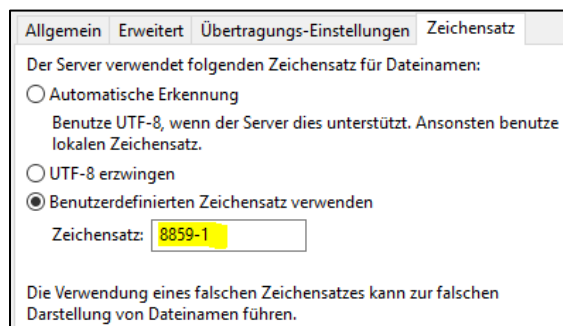 Allgemein Erweitert Übertragungs-Einstellungen Zeichensatz
Der Server verwendet folgenden Zeichensatz für Dateinamen:
Automatische Erkennung
Benutze UTF-8, wenn der Server dies unterstützt. Ansonsten benutze
lokalen Zeichensatz.
UTF-8 erzwingen
Benutzerdefinierten Zeichensatz verwenden
Zeichensatz: 8859-1
Die Verwendung eines falschen Zeichensatzes kann zur falschen
Darstellung von Dateinamen führen.